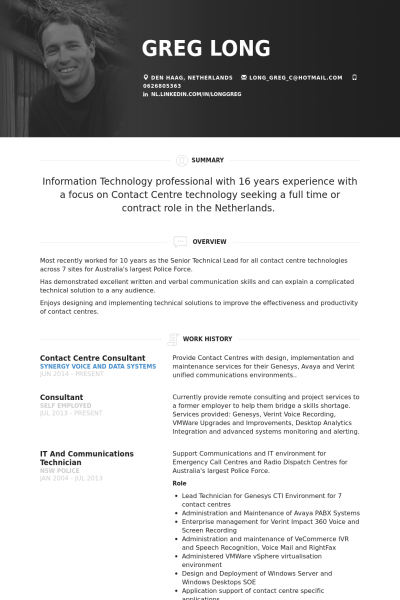 GREG LONG
DEN HAAG, NETHERLANDS LONG_GREG_C@HOTMAIL.COM
0626805363
in NL.LINKEDIN.COM/IN/LONGGREG
SUMMARY
Information Technology professional with 16 years experience with
a focus on Contact Centre technology seeking a full time or
contract role in the Netherlands.
OVERVIEW
Most recently worked for 10 years as the Senior Technical Lead for all contact centre technologies
across 7 sites for Australia's largest Police Force.
Has demonstrated excellent written and verbal communication skills and can explain a complicated
technical solution to a any audience.
Enjoys designing and implementing technical solutions to improve the effectiveness and productivity
of contact centres.
WORK HISTORY
Contact Centre Consultant
SYNERGY VOICE AND DATA SYSTEMS
JUN 2014 - PRESENT
Provide Contact Centres with design, implementation and
maintenance services for their Genesys, Avaya and Verint
unified communications environments..
Consultant
SELF EMPLOYED
JUL 2013 - PRESENT
Currently provide remote consulting and project services to
a former employer to help them bridge a skills shortage.
Services provided: Genesys, Verint Voice Recording,
VMWare Upgrades and Improvements, Desktop Analytics
Integration and advanced systems monitoring and alerting.
IT And Communications
Technician
NSW POLICE
JAN 2004 - JUL 2013
Support Communications and IT environment for
Emergency Call Centres and Radio Dispatch Centres for
Australia's largest Police Force.
Role
• Lead Technician for Genesys CTI Environment for 7
contact centres
• Administration and Maintenance of Avaya PABX Systems
• Enterprise management for Verint Impact 360 Voice and
Screen Recording
• Administration and maintenance of VeCommerce IVR
and Speech Recognition, Voice Mail and RightFax
• Administered VMWare vSphere virtualisation
environment
• Design and Deployment of Windows Server and
Windows Desktops SOE
• Application support of contact centre specific
applications